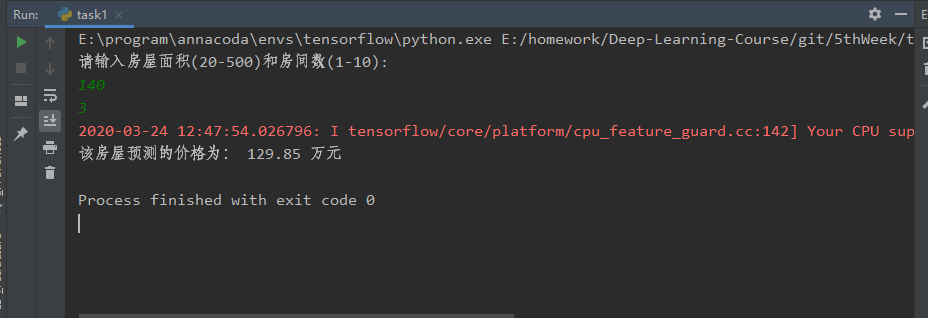 Run: task1
E:\program\annacoda\envs\tensorflow\python.exe E:/homework/Deep-Learning-Course/git/5thWeek/t
请输入房屋面积(20-500)和房间数(1-10):
140
3
2020-03-24 12:47:54.026796: I tensorflow/core/platform/cpu_feature_guard.cc:142] Your CPU sup
该房屋预测的价格为: 129.85 万元
Process finished with exit code 0